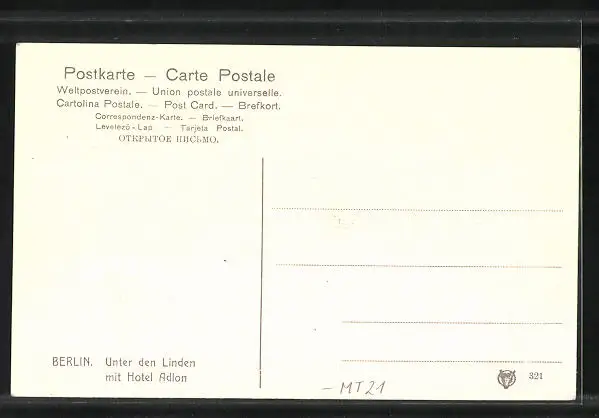 Postkarte — Carte Postale
Weltpostverein. — Union postale universelle.
Cartolina Postale. — Post Card. — Brefkort.
Correspondenz-Karte. — Briefkaart.
Levelező-Lap — Tarjeta Postal.
ОТКРЫТОЕ ПИСЬМО.
BERLIN. Unter den Linden
mit Hotel Adlon
– MT21
321